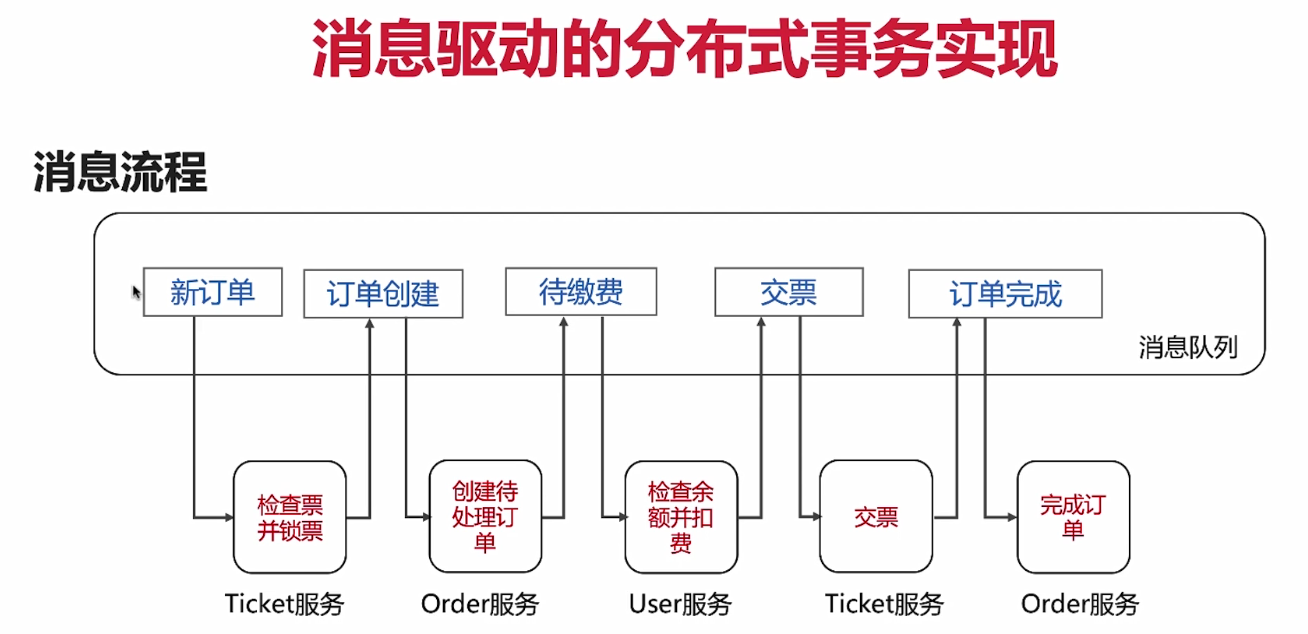 消息驱动的分布式事务实现
消息流程
新订单
订单创建
待缴费
交票
订单完成
消息队列
检查票
并锁票
创建待
处理订
单
检查余
额并扣
费
交票
完成订
单
Ticket服务
Order服务
User服务
Ticket服务
Order服务